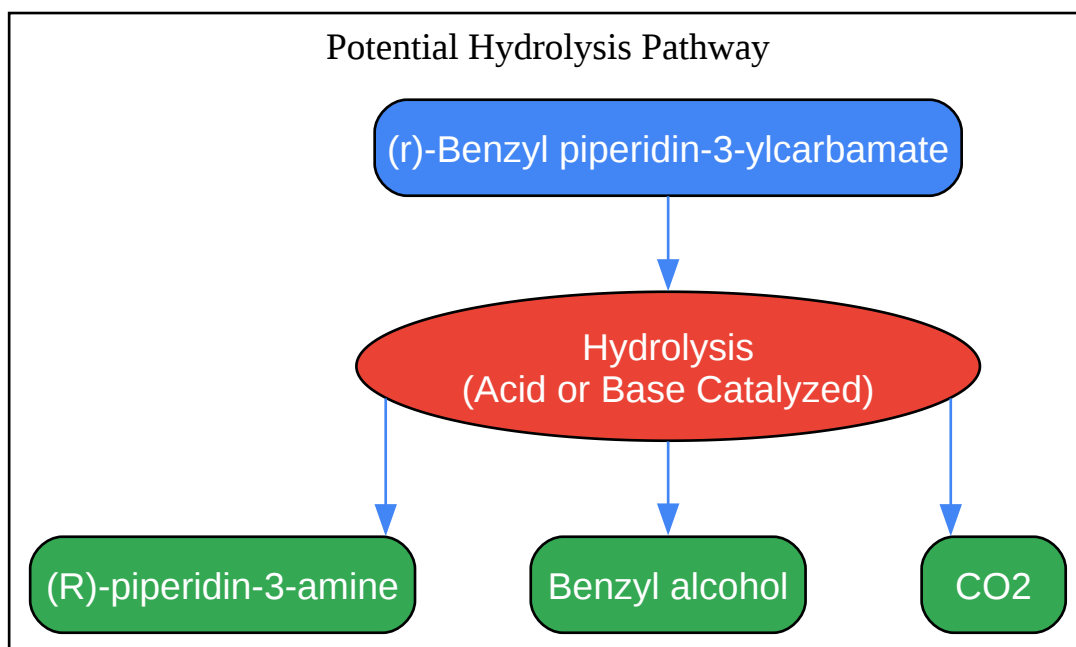 Potential Hydrolysis Pathway
(r)-Benzyl piperidin-3-ylcarbamate
Hydrolysis
(Acid or Base Catalyzed)
(R)-piperidin-3-amine
Benzyl alcohol
CO2